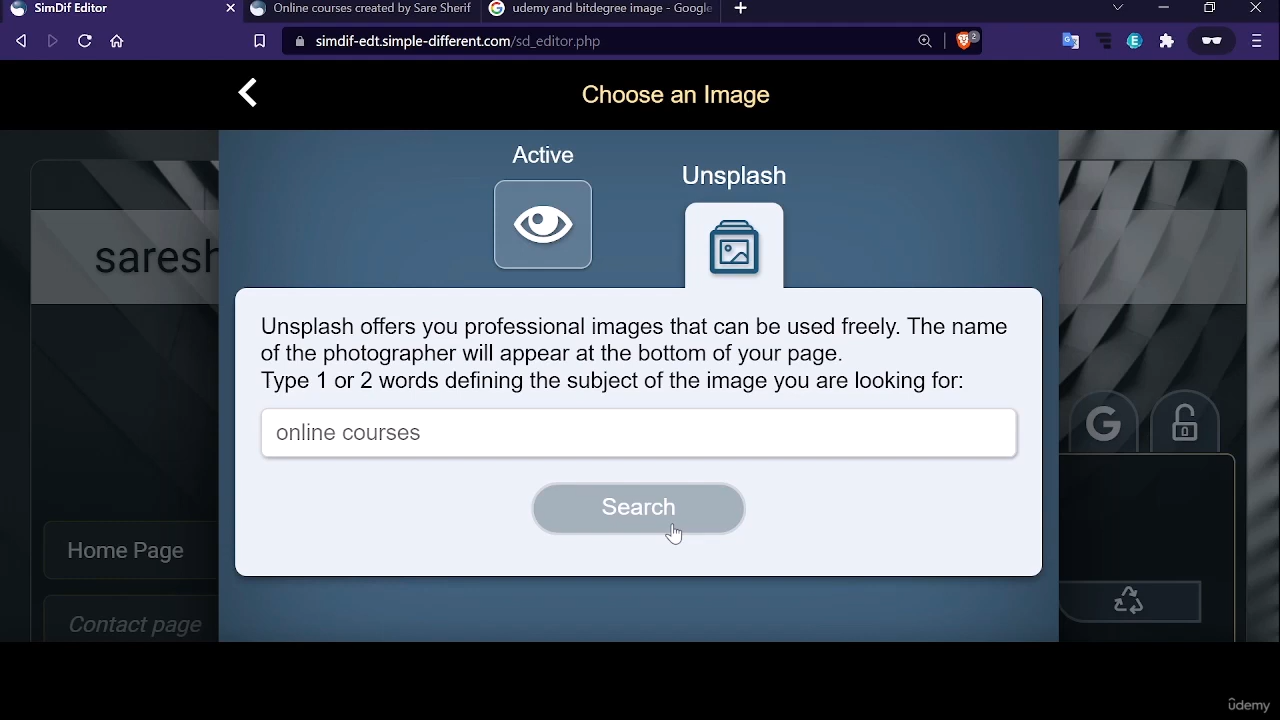 SimDif Editor
Online courses created by Sare Sherif
udemy and bitdegree image - Google
simdif-edt.simple-different.com/sd_editor.php
2
E
Choose an Image
Active
Unsplash
saresh
Unsplash offers you professional images that can be used freely. The name
of the photographer will appear at the bottom of your page.
Type 1 or 2 words defining the subject of the image you are looking for:
online courses
G
Search
Home Page
Contact page
ûdemy